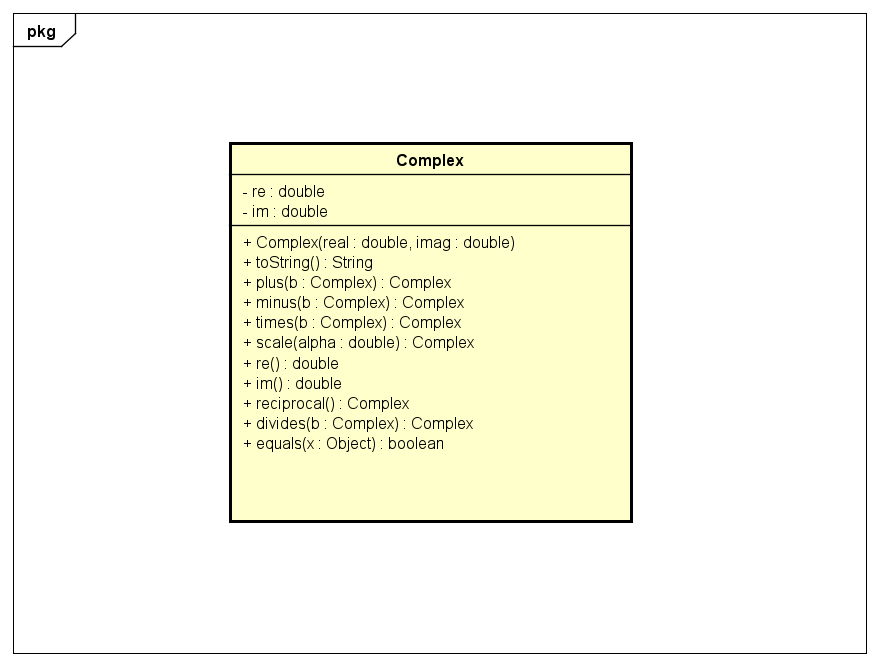 pkg
Complex
- re : double
- im : double
+ Complex(real : double, imag : double)
+ toString() : String
+ plus(b : Complex) : Complex
+ minus(b : Complex) : Complex
+ times(b : Complex) : Complex
+ scale(alpha : double) : Complex
+ re() : double
+ im() : double
+ reciprocal() : Complex
+ divides(b : Complex) : Complex
+ equals(x : Object) : boolean